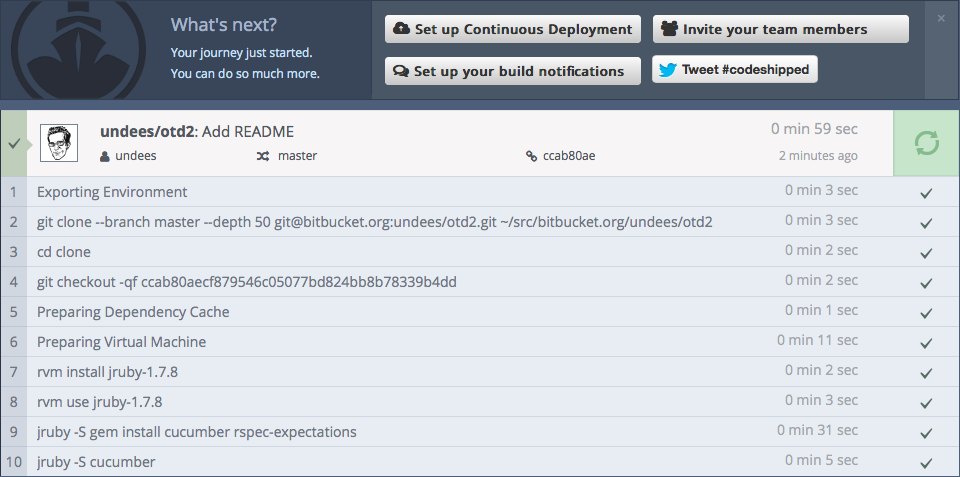 What's next?
Your journey just started.
You can do so much more.
Set up Continuous Deployment
Invite your team members
×
Set up your build notifications
Tweet #codeshipped
undees/otd2: Add README
0 min 59 sec
undees
master
ccab80ae
2 minutes ago
1 Exporting Environment 0 min 3 sec
2 git clone --branch master --depth 50 git@bitbucket.org:undees/otd2.git ~/src/bitbucket.org/undees/otd2 0 min 3 sec
3 cd clone 0 min 2 sec
4 git checkout -qf ccab80aecf879546c05077bd824bb8b78339b4dd 0 min 2 sec
5 Preparing Dependency Cache 0 min 1 sec
6 Preparing Virtual Machine 0 min 11 sec
7 rvm install jruby-1.7.8 0 min 2 sec
8 rvm use jruby-1.7.8 0 min 3 sec
9 jruby -S gem install cucumber rspec-expectations 0 min 31 sec
10 jruby -S cucumber 0 min 5 sec